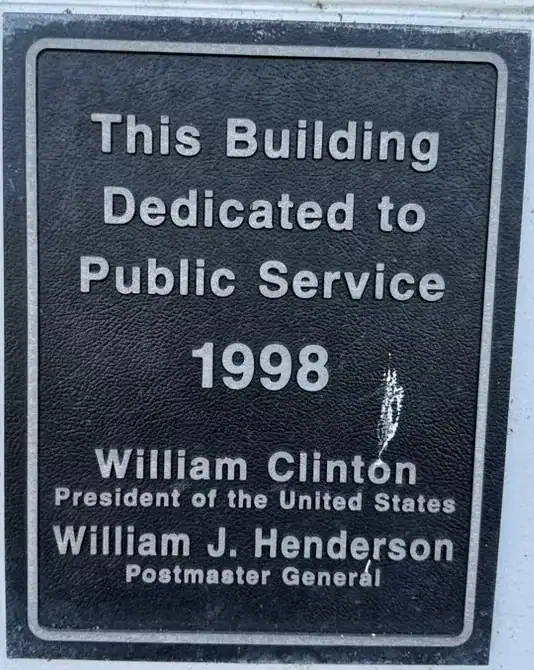 This Building
Dedicated to
Public Service
1998
William Clinton
President of the United States
William J. Henderson
Postmaster General